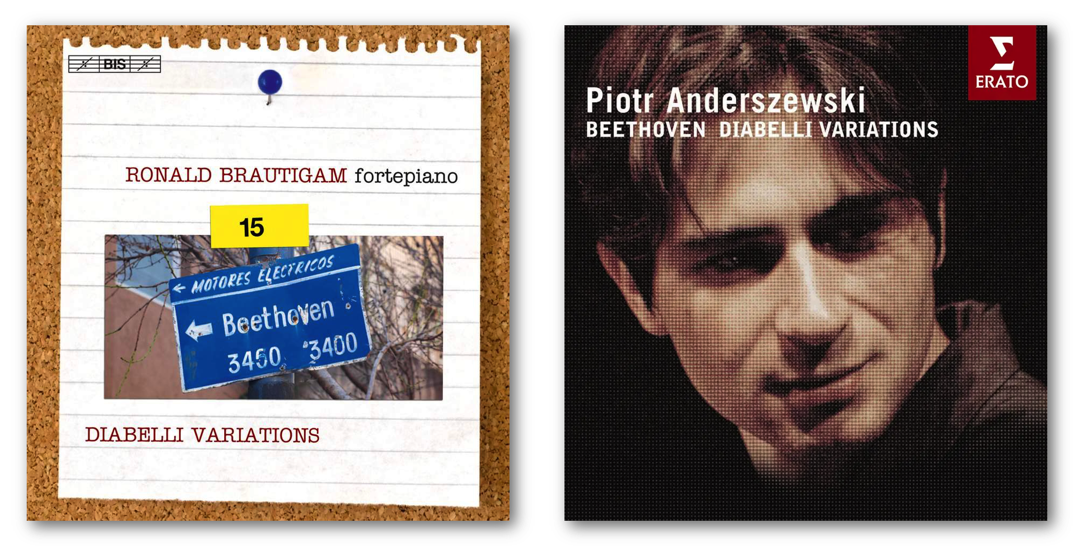 BIS
RONALD BRAUTIGAM fortepiano
15
← MOTORES ELECTRICOS
← Beethoven
3450 3400
DIABELLI VARIATIONS
ERATO
Piotr Anderszewski
BEETHOVEN DIABELLI VARIATIONS